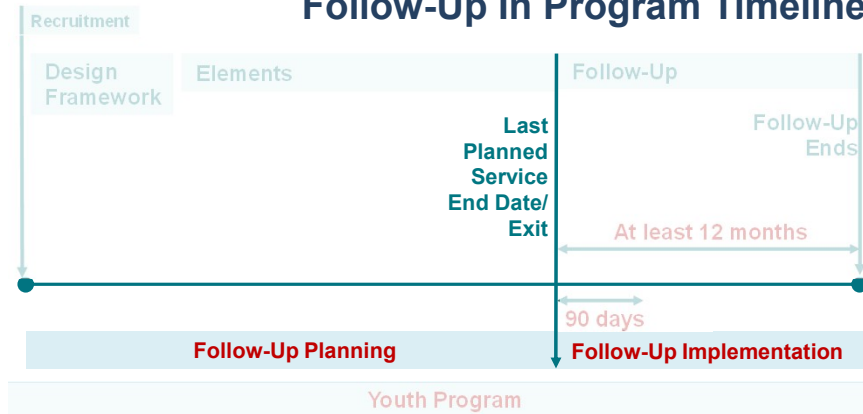 Follow-Up in Program Timeline
Recruitment
Design
Framework
Elements
Follow-Up
Last
Planned
Service
End Date/
Exit
Follow-Up
Ends
At least 12 months
90 days
Follow-Up Planning
Follow-Up Implementation
Youth Program